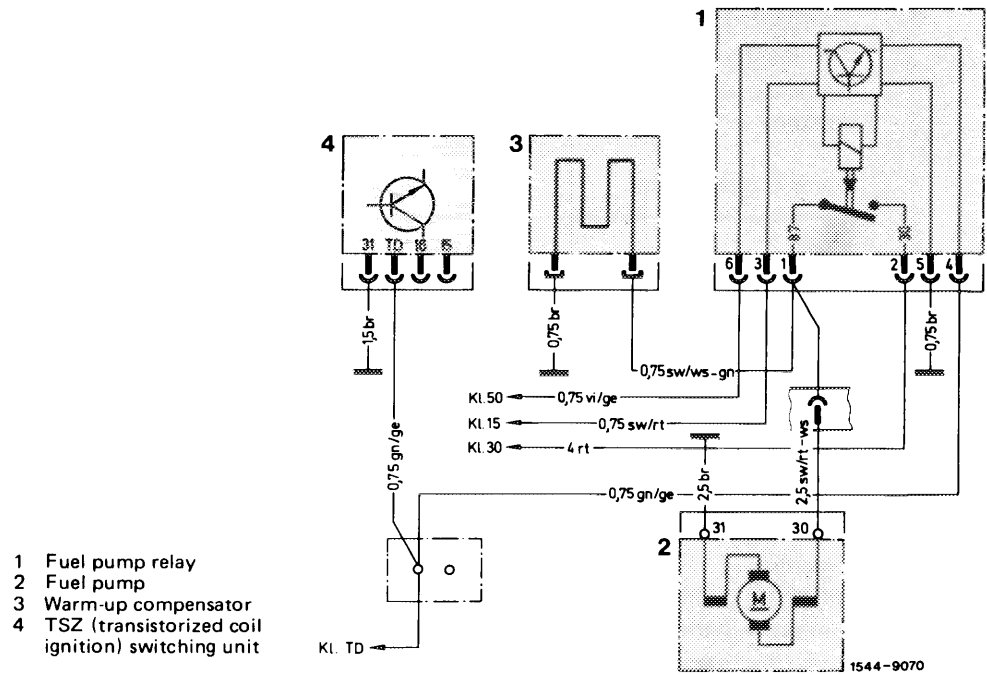 1
4
3
31 TD 16 15
87
30
6 3 1 2 5 4
1,5 br
0,75 br
0,75 br
0,75 sw/ws-gn
Kl. 50 0,75 vi/ge
Kl. 15 0,75 sw/rt
Kl. 30 4 rt
0,75 gn/ge
2,5 br
2,5 sw/rt-ws
0,75 gn/ge
31 30
2
M
1 Fuel pump relay
2 Fuel pump
3 Warm-up compensator
4 TSZ (transistorized coil
ignition) switching unit
Kl. TD
1544-9070